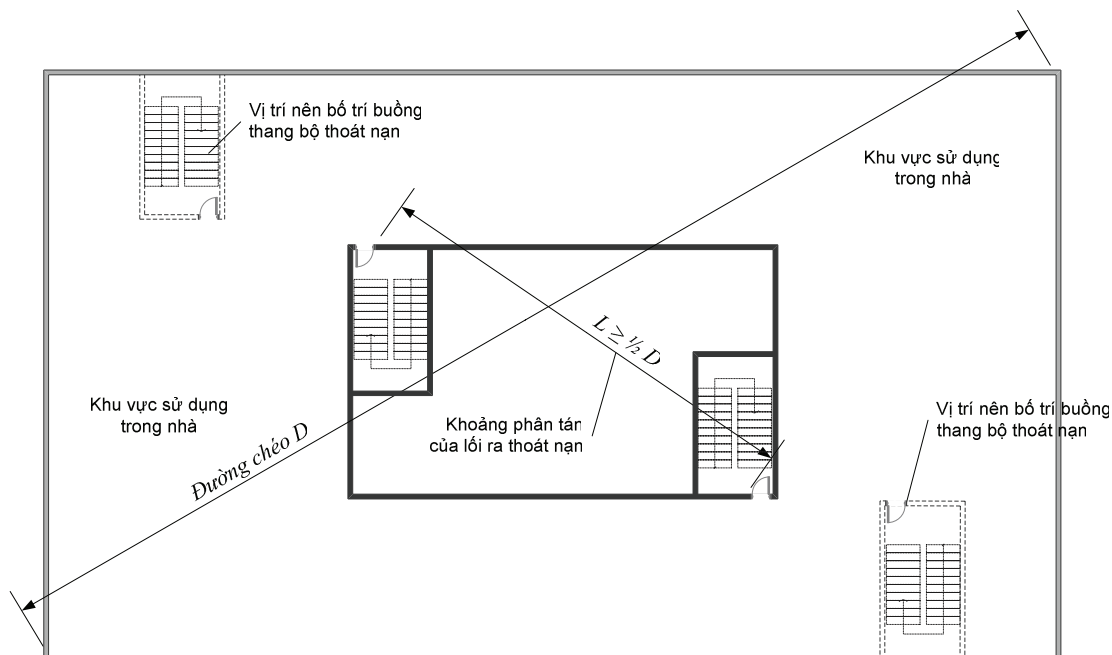 Vị trí nên bố trí buồng
thang bộ thoát nạn
Khu vực sử dụng
trong nhà
L ≥ ½ D
Khu vực sử dụng
trong nhà
Khoảng phân tán
của lối ra thoát nạn
Đường chéo D
Vị trí nên bố trí buồng
thang bộ thoát nạn